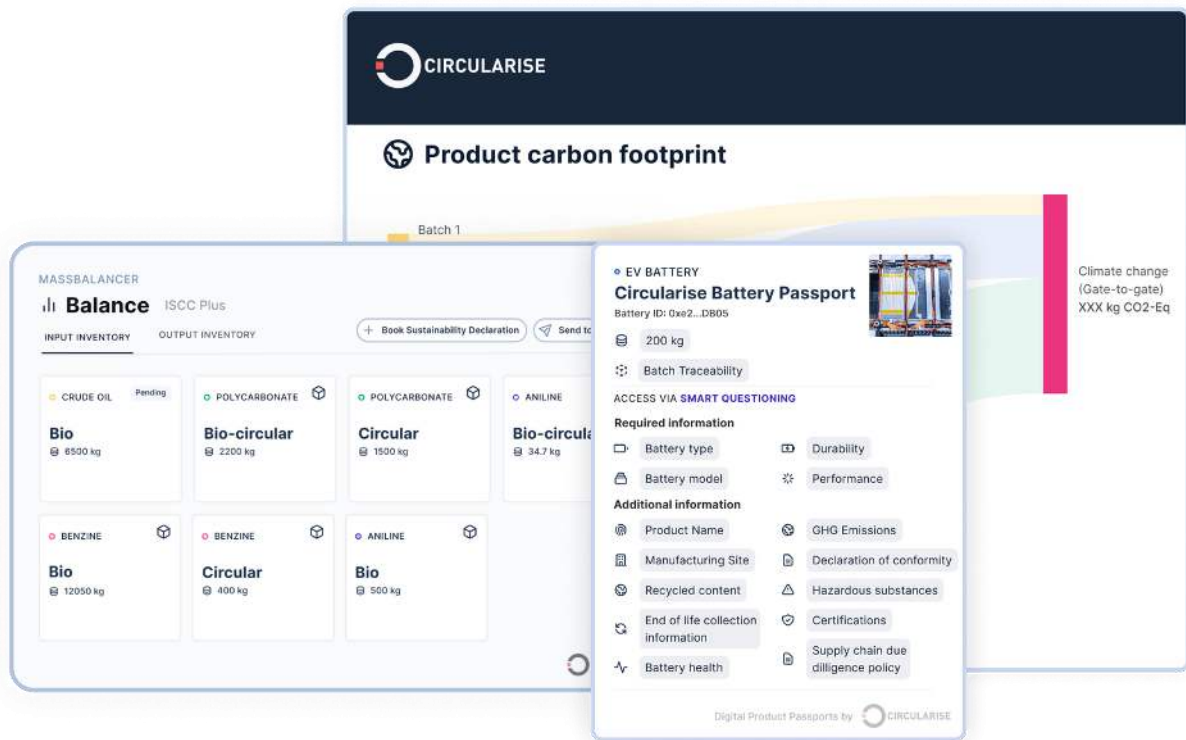 CIRCULARISE
Product carbon footprint
Batch 1
Climate change
(Gate-to-gate)
XXX kg CO2-Eq
MASSBALANCER
Balance ISCC Plus
INPUT INVENTORY OUTPUT INVENTORY
+ Book Sustainability Declaration
Send to
CRUDE OIL Pending
Bio
6500 kg
POLYCARBONATE
Bio-circular
2200 kg
POLYCARBONATE
Circular
1500 kg
ANILINE
Bio-circula
34.7 kg
BENZINE
Bio
12050 kg
BENZINE
Circular
400 kg
ANILINE
Bio
500 kg
EV BATTERY
Circularise Battery Passport
Battery ID: 0xe2...DB05
200 kg
Batch Traceability
ACCESS VIA SMART QUESTIONING
Required information
Battery type
Durability
Battery model
Performance
Additional information
Product Name
GHG Emissions
Manufacturing Site
Declaration of conformity
Recycled content
Hazardous substances
End of life collection
information
Certifications
Battery health
Supply chain due
dilligence policy
Digital Product Passports by CIRCULARISE